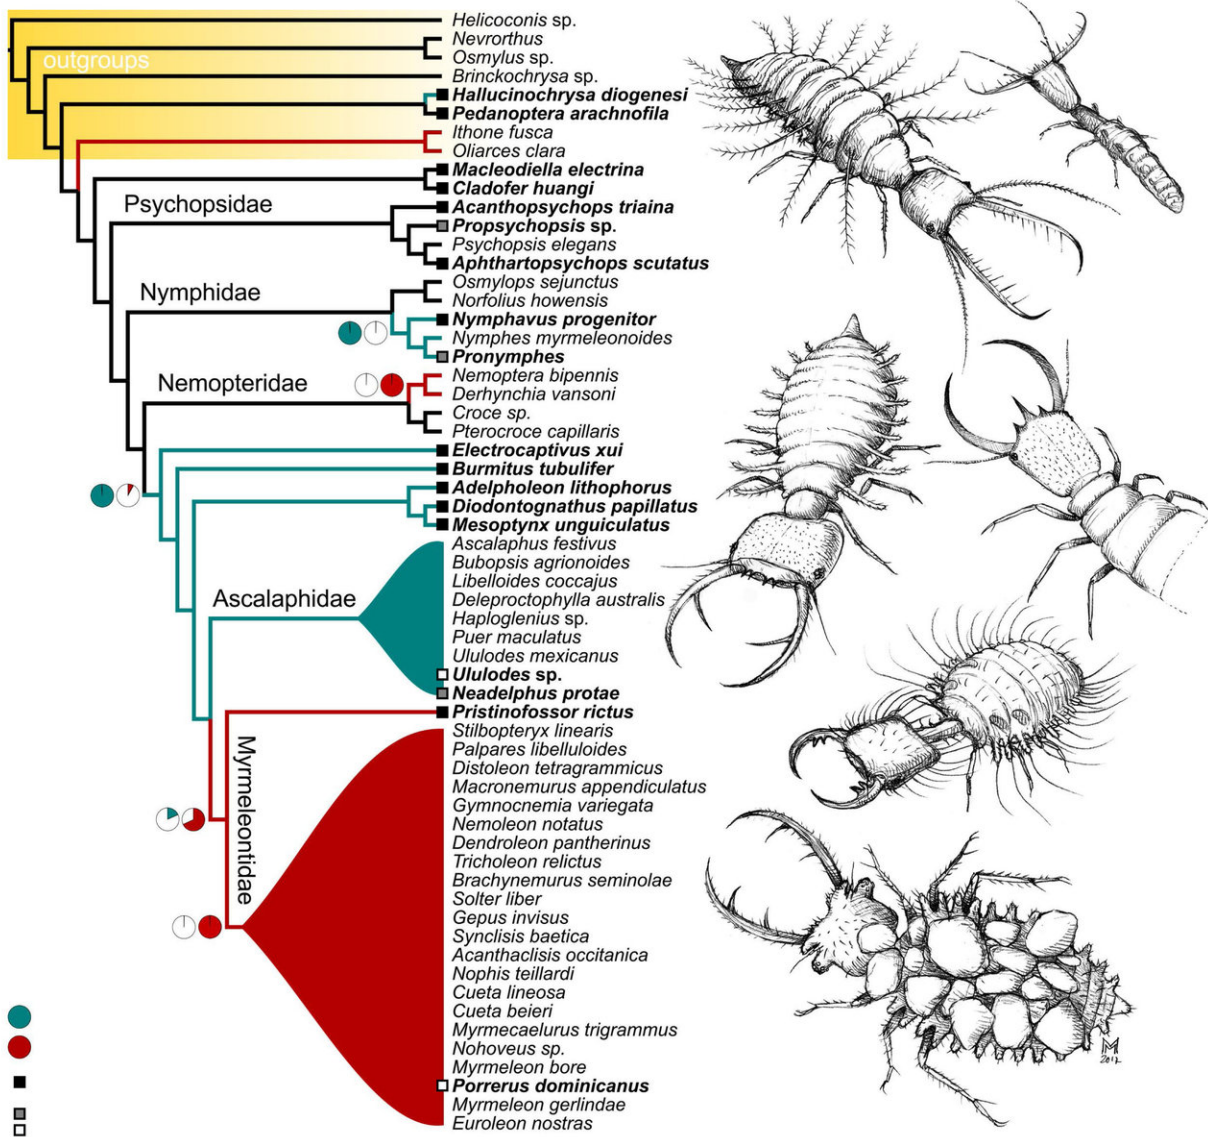 Helicoconis sp.
Nevrorthus
Osmylus sp.
outgroups
Brinckochrysa sp.
Hallucinochrysa diogenesi
Pedanoptera arachnofila
Ithone fusca
Oliarces clara
Macleodiella electrina
Cladofer huangi
Psychopsidae
Acanthopsychops triaina
Propsychopsis sp.
Psychopsis elegans
Aphthartopsychops scutatus
Osmylops sejunctus
Nymphidae
Norfolius howensis
Nymphavus progenitor
Nymphes myrmeleonoides
Pronymphes
Nemopteridae
Nemoptera bipennis
Derhynchia vansoni
Croce sp.
Pterocroce capillaris
Electrocaptivus xui
Burmitus tubulifer
Adelpholeon lithophorus
Diodontognathus papillatus
Mesoptynx unguiculatus
Ascalaphus festivus
Bubopsis agrionoides
Libelloides coccajus
Ascalaphidae
Deleproctophylla australis
Haploglenius sp.
Puer maculatus
Ululodes mexicanus
Ululodes sp.
Neadelphus protae
Pristinofossor rictus
Myrmeleontidae
Stilbopteryx linearis
Palpares libelluloides
Distoleon tetragrammicus
Macronemurus appendiculatus
Gymnocnemia variegata
Nemoleon notatus
Dendroleon pantherinus
Tricholeon relictus
Brachynemurus seminolae
Solter liber
Gepus invisus
Synclisis baetica
Acanthaclisis occitanica
Nophis teillardi
Cueta lineosa
Cueta beieri
Myrmecaelurus trigrammus
Nohoveus sp.
Myrmeleon bore
Porrerus dominicanus
Myrmeleon gerlindae
Euroleon nostras
M
2017